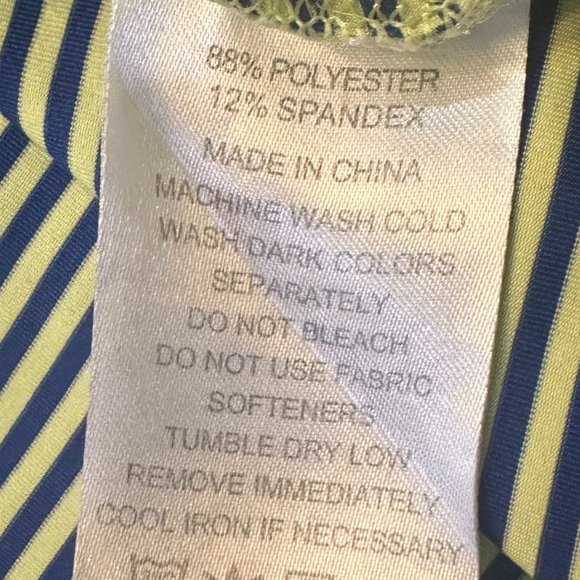 88% POLYESTER
12% SPANDEX
MADE IN CHINA
MACHINE WASH COLD
WASH DARK COLORS
SEPARATELY
DO NOT BLEACH
DO NOT USE FABRIC
SOFTENERS
TUMBLE DRY LOW
REMOVE IMMEDIATELY
COOL IRON IF NECESSARY